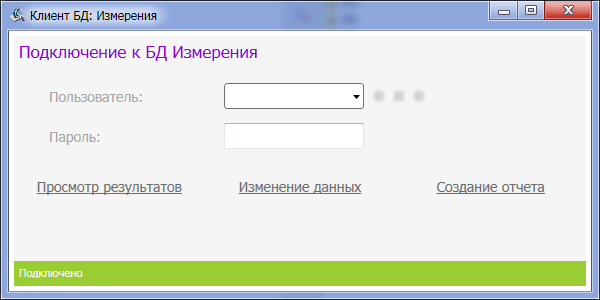 Клиент БД: Измерения
Подключение к БД Измерения
Пользователь:
Пароль:
Просмотр результатов Изменение данных Создание отчета
Подключено